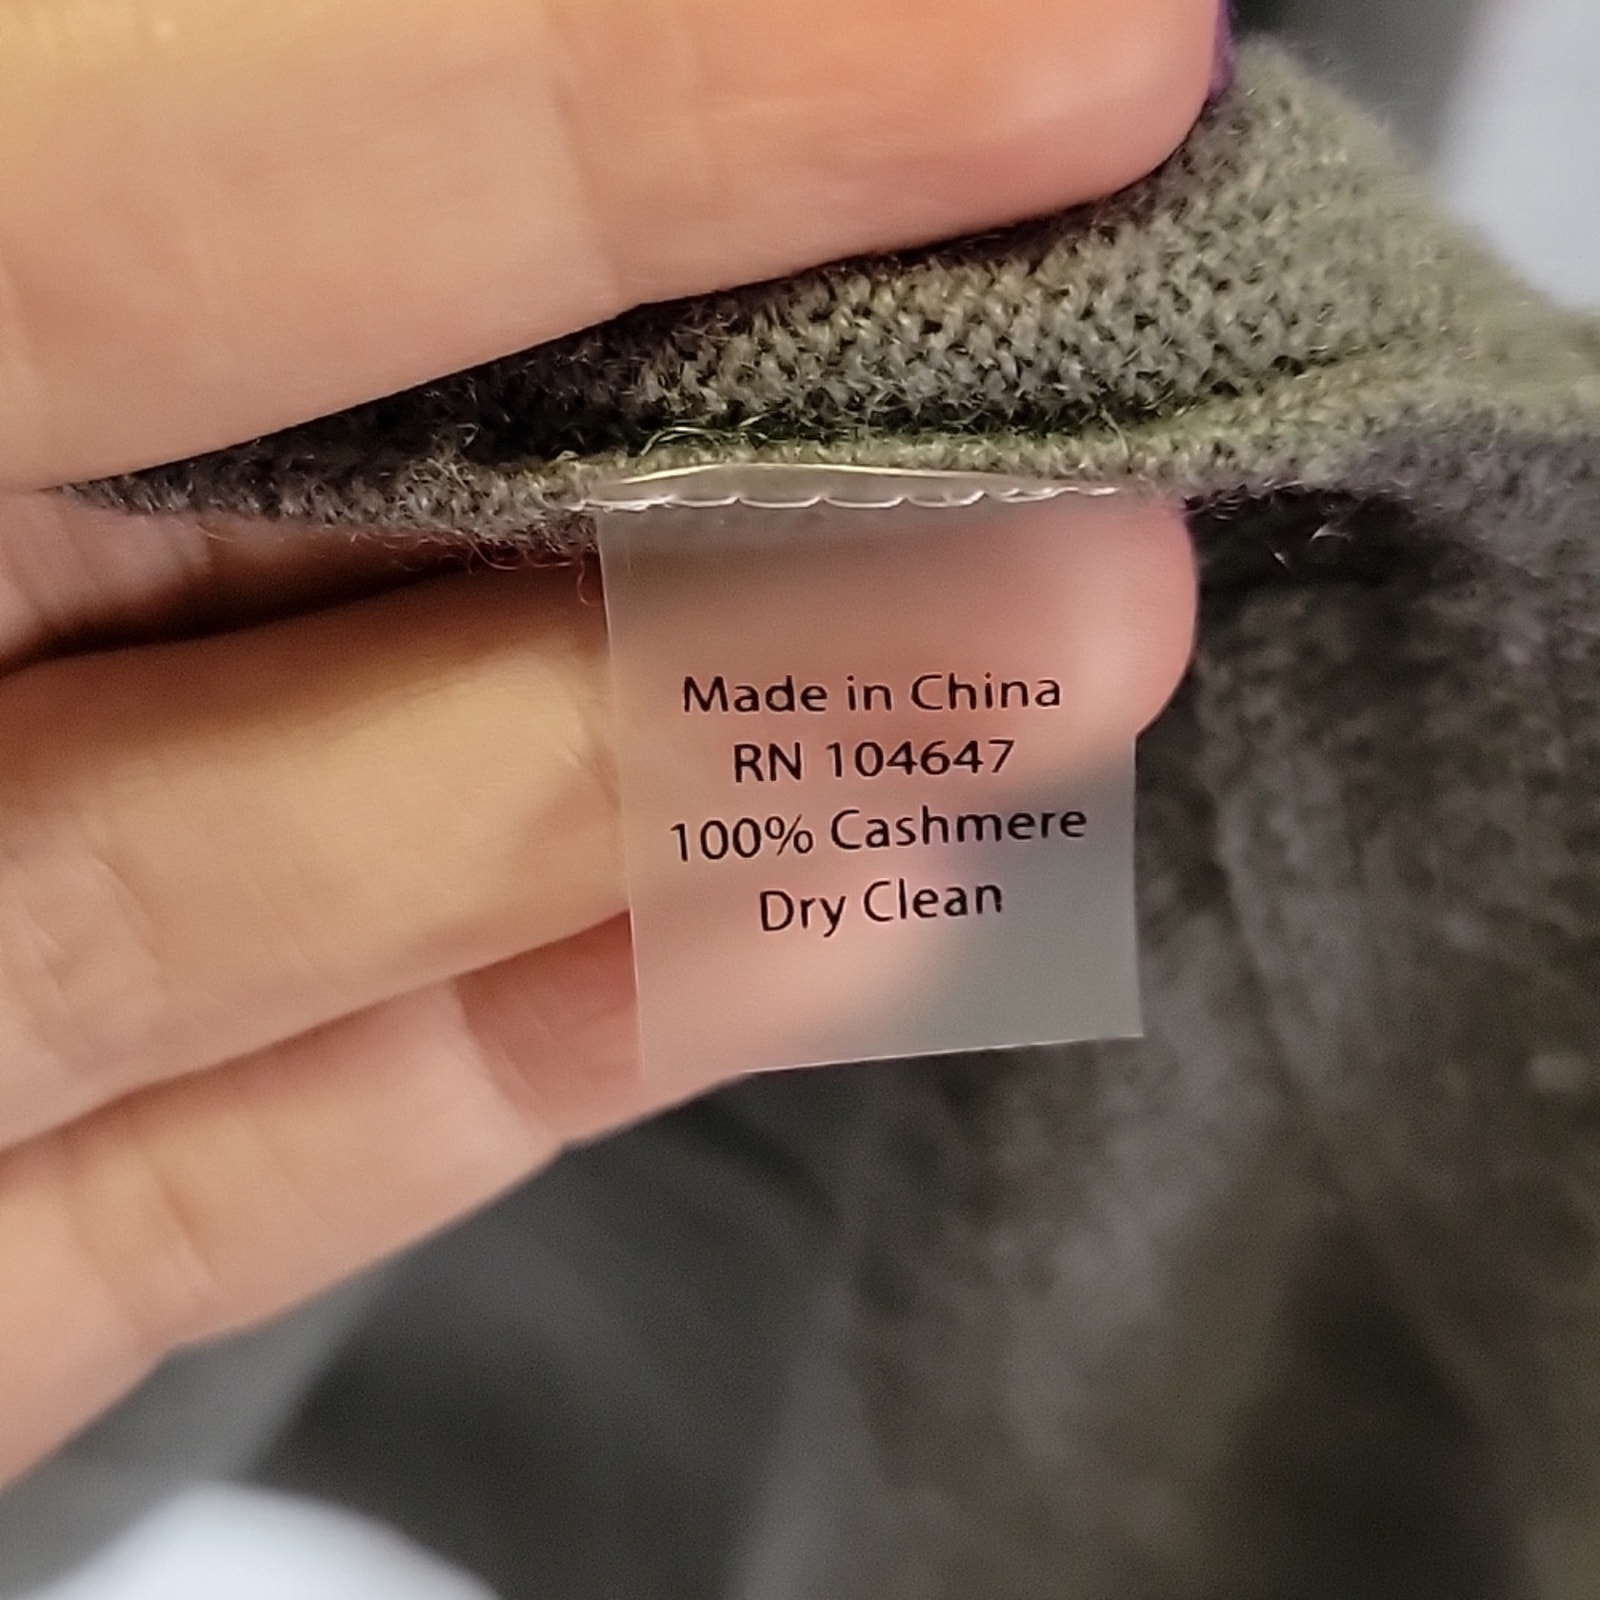 Made in China
RN 104647
100% Cashmere
Dry Clean